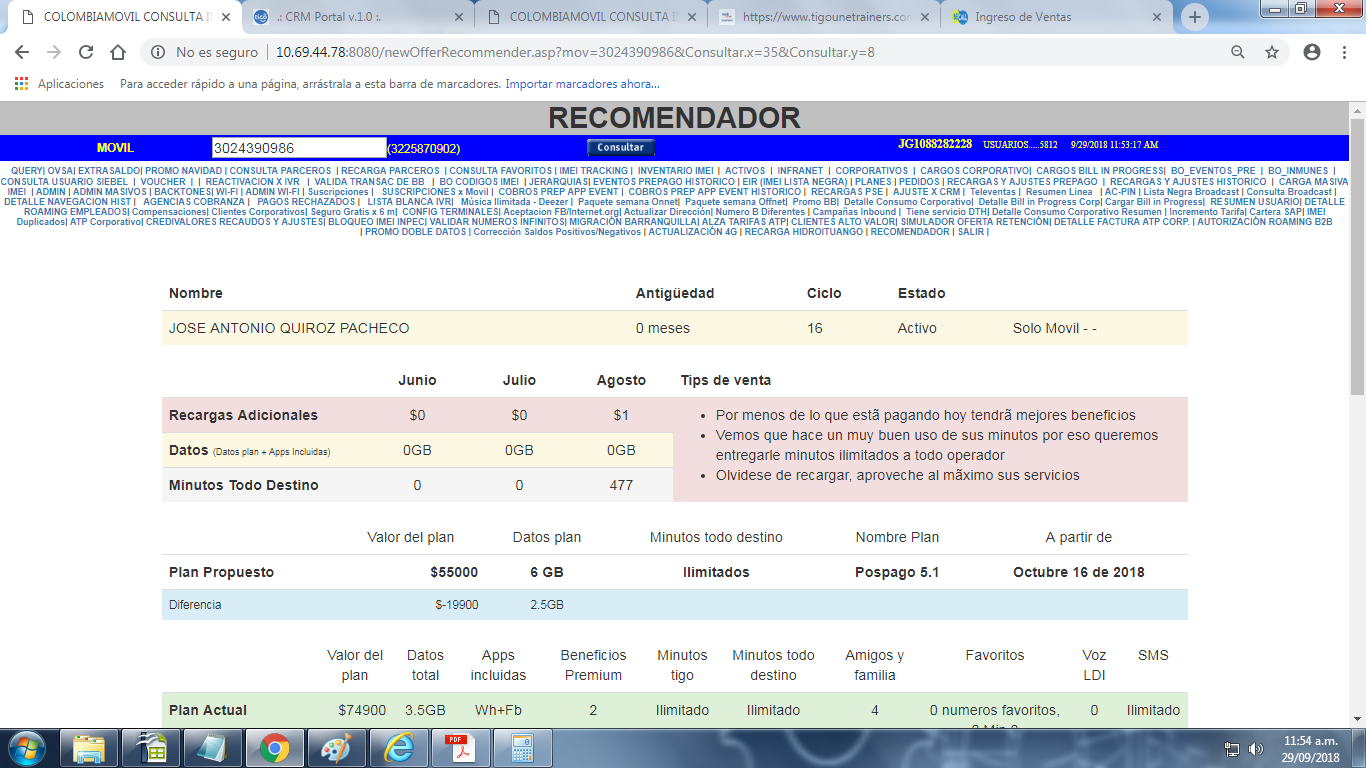 COLOMBIAMOVIL CONSULTA I
.: CRM Portal v.1.0 :.
COLOMBIAMOVIL CONSULTA I
https://www.tigounetrainers.com
Ingreso de Ventas
No es seguro | 10.69.44.78:8080/newOfferRecommender.asp?mov=3024390986&Consultar.x=35&Consultar.y=8
Aplicaciones Para acceder rápido a una página, arrástrala a esta barra de marcadores. Importar marcadores ahora...
RECOMENDADOR
MOVIL 3024390986 (3225870902) Consultar JG1088282228 USUARIOS.....5812 9/29/2018 11:53:17 AM
QUERY| OVSA| EXTRASALDO| PROMO NAVIDAD | CONSULTA PARCEROS | RECARGA PARCEROS | CONSULTA FAVORITOS | IMEI TRACKING | INVENTARIO IMEI | ACTIVOS | INFRANET | CORPORATIVOS | CARGOS CORPORATIVO| CARGOS BILL IN PROGRESS| BO_EVENTOS_PRE | BO_INMUNES |
CONSULTA USUARIO SIEBEL | VOUCHER | | REACTIVACION X IVR | VALIDA TRANSAC DE BB | BO CODIGOS IMEI | JERARQUIAS| EVENTOS PREPAGO HISTORICO | EIR (IMEI LISTA NEGRA) | PLANES | PEDIDOS | RECARGAS Y AJUSTES PREPAGO | RECARGAS Y AJUSTES HISTORICO | CARGA MASIVA
IMEI | ADMIN | ADMIN MASIVOS | BACKTONES| WI-FI | ADMIN WI-FI | Suscripciones | SUSCRIPCIONES x Movil | COBROS PREP APP EVENT | COBROS PREP APP EVENT HISTORICO | RECARGAS PSE | AJUSTE X CRM | Televentas | Resumen Linea | AC-PIN | Lista Negra Broadcast | Consulta Broadcast |
DETALLE NAVEGACION HIST | AGENCIAS COBRANZA | PAGOS RECHAZADOS | LISTA BLANCA IVR| Música Ilimitada - Deezer | Paquete semana Onnet| Paquete semana Offnet| Promo BB| Detalle Consumo Corporativo| Detalle Bill in Progress Corp| Cargar Bill in Progress| RESUMEN USUARIO| DETALLE
ROAMING EMPLEADOS| Compensaciones| Clientes Corporativos| Seguro Gratis x 6 m| CONFIG TERMINALES| Aceptacion FB/Internet.org| Actualizar Dirección| Numero B Diferentes | Campañas Inbound | Tiene servicio DTH| Detalle Consumo Corporativo Resumen | Incremento Tarifa| Cartera SAP| IMEI
Duplicados| ATP Corporativo| CREDIVALORES RECAUDOS Y AJUSTES| BLOQUEO IMEI INPEC| VALIDAR NUMEROS INFINITOS| MIGRACIÓN BARRANQUILLA| ALZA TARIFAS ATP| CLIENTES ALTO VALOR| SIMULADOR OFERTA RETENCIÓN| DETALLE FACTURA ATP CORP. | AUTORIZACIÓN ROAMING B2B
| PROMO DOBLE DATOS | Corrección Saldos Positivos/Negativos | ACTUALIZACIÓN 4G | RECARGA HIDROITUANGO | RECOMENDADOR | SALIR |
Nombre Antigüedad Ciclo Estado
JOSE ANTONIO QUIROZ PACHECO 0 meses 16 Activo Solo Movil - -
Junio Julio Agosto Tips de venta
Recargas Adicionales $0 $0 $1
Datos (Datos plan + Apps Incluidas) 0GB 0GB 0GB
Minutos Todo Destino 0 0 477
• Por menos de lo que estã pagando hoy tendrã mejores beneficios
• Vemos que hace un muy buen uso de sus minutos por eso queremos
entregarle minutos ilimitados a todo operador
• Olvidese de recargar, aproveche al mãximo sus servicios
Valor del plan Datos plan Minutos todo destino Nombre Plan A partir de
Plan Propuesto $55000 6 GB Ilimitados Pospago 5.1 Octubre 16 de 2018
Diferencia $-19900 2.5GB
Valor del Datos Apps Beneficios Minutos Minutos todo Amigos y Favoritos Voz SMS
plan total incluidas Premium tigo destino familia LDI
Plan Actual $74900 3.5GB Wh+Fb 2 Ilimitado Ilimitado 4 0 numeros favoritos, 0 Ilimitado
PDF
11:54 a.m.
29/09/2018